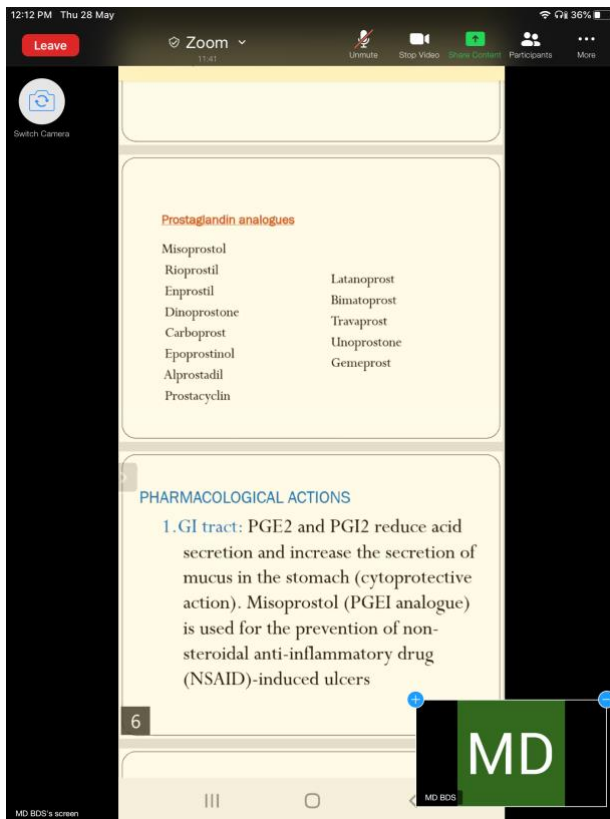 12:12 PM Thu 28 May
36%
Leave
Zoom
11:41
Unmute
Stop Video
Share Content
Participants
More
Switch Camera
Prostaglandin analogues
Misoprostol
Rioprostil
Enprostil
Dinoprostone
Carboprost
Epoprostinol
Alprostadil
Prostacyclin
Latanoprost
Bimatoprost
Travaprost
Unoprostone
Gemeprost
PHARMACOLOGICAL ACTIONS
1.GI tract: PGE2 and PGI2 reduce acid
secretion and increase the secretion of
mucus in the stomach (cytoprotective
action). Misoprostol (PGEI analogue)
is used for the prevention of non-
steroidal anti-inflammatory drug
(NSAID)-induced ulcers
6
MD
MD BDS
MD BDS's screen